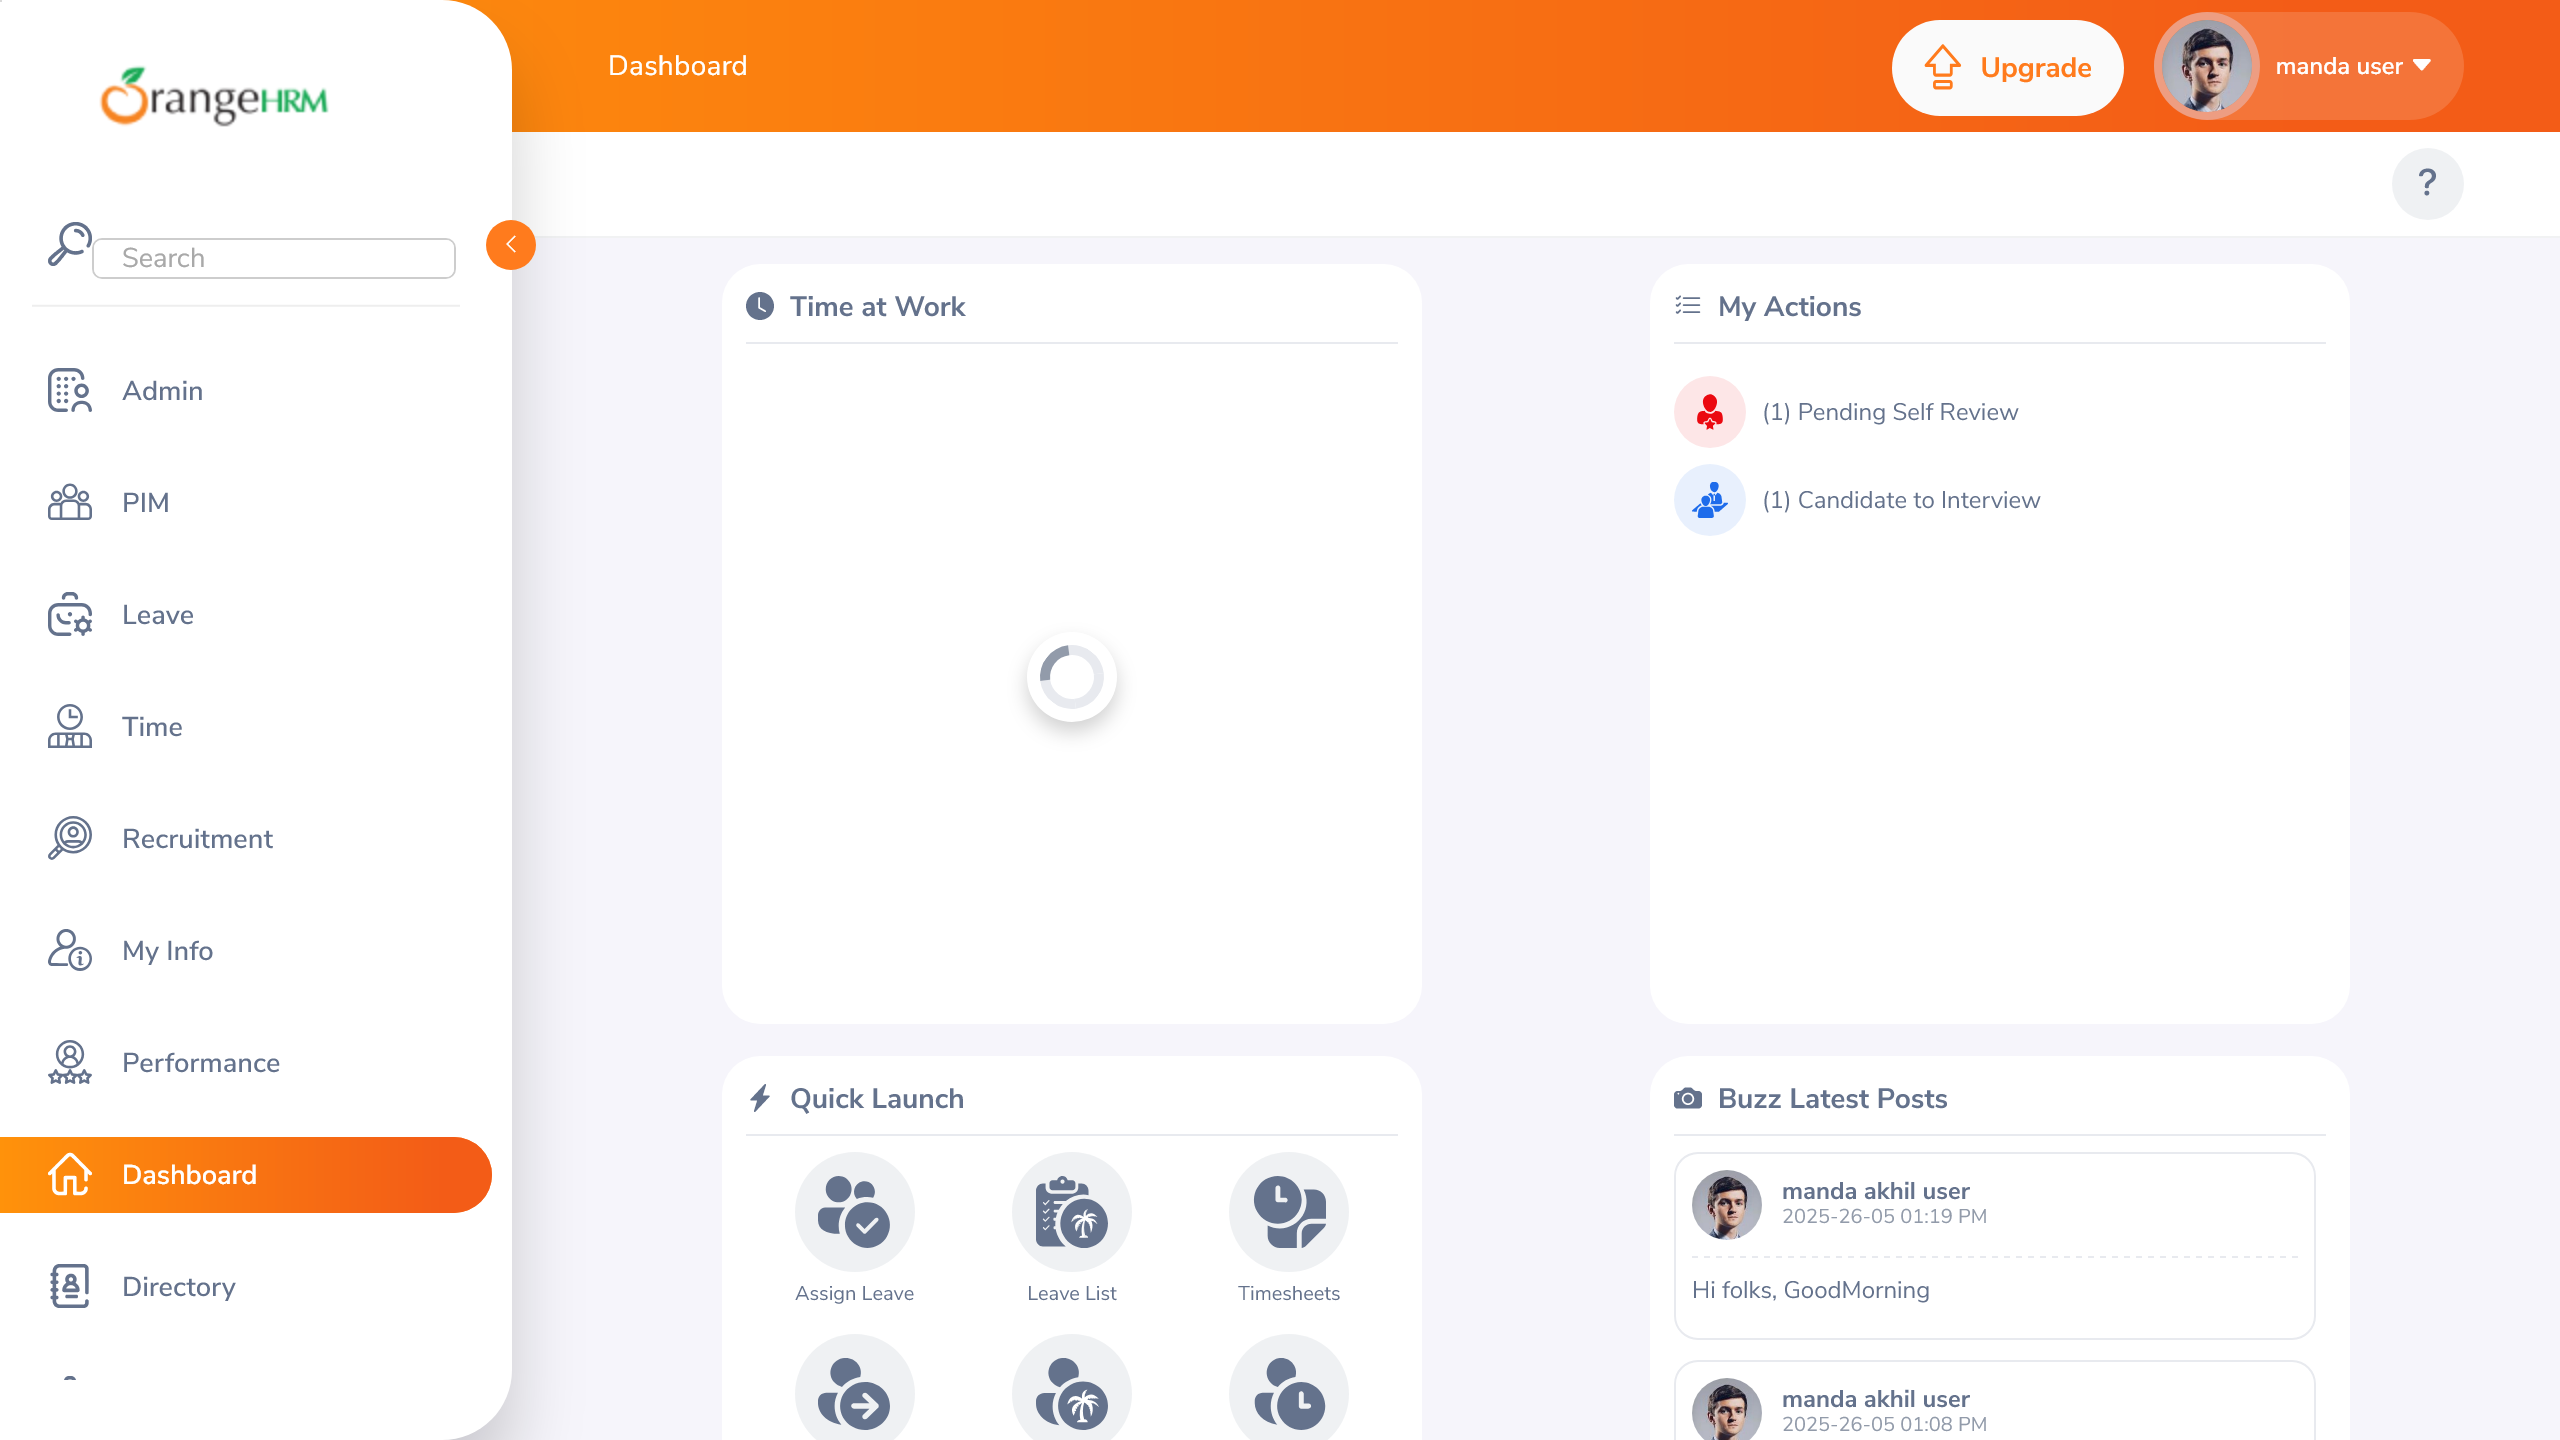 OrangeHRM
Search
Admin
PIM
Leave
Time
Recruitment
My Info
Performance
Dashboard
Directory
Dashboard
Upgrade
manda user
?
Time at Work
My Actions
(1) Pending Self Review
(1) Candidate to Interview
Quick Launch
Assign Leave
Leave List
Timesheets
Buzz Latest Posts
manda akhil user
2025-26-05 01:19 PM
Hi folks, GoodMorning
manda akhil user
2025-26-05 01:08 PM